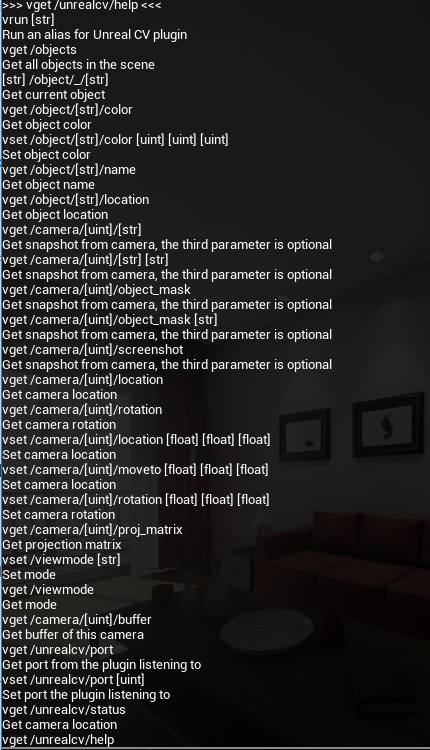 >>> vget /unrealcv/help <<<
vrun [str]
Run an alias for Unreal CV plugin
vget /objects
Get all objects in the scene
[str] /object/_/[str]
Get current object
vget /object/[str]/color
Get object color
vset /object/[str]/color [uint] [uint] [uint]
Set object color
vget /object/[str]/name
Get object name
vget /object/[str]/location
Get object location
vget /camera/[uint]/[str]
Get snapshot from camera, the third parameter is optional
vget /camera/[uint]/[str] [str]
Get snapshot from camera, the third parameter is optional
vget /camera/[uint]/object_mask
Get snapshot from camera, the third parameter is optional
vget /camera/[uint]/object_mask [str]
Get snapshot from camera, the third parameter is optional
vget /camera/[uint]/screenshot
Get snapshot from camera, the third parameter is optional
vget /camera/[uint]/location
Get camera location
vget /camera/[uint]/rotation
Get camera rotation
vset /camera/[uint]/location [float] [float] [float]
Set camera location
vset /camera/[uint]/moveto [float] [float] [float]
Set camera location
vset /camera/[uint]/rotation [float] [float] [float]
Set camera rotation
vget /camera/[uint]/proj_matrix
Get projection matrix
vset /viewmode [str]
Set mode
vget /viewmode
Get mode
vget /camera/[uint]/buffer
Get buffer of this camera
vget /unrealcv/port
Get port from the plugin listening to
vset /unrealcv/port [uint]
Set port the plugin listening to
vget /unrealcv/status
Get camera location
vget /unrealcv/help